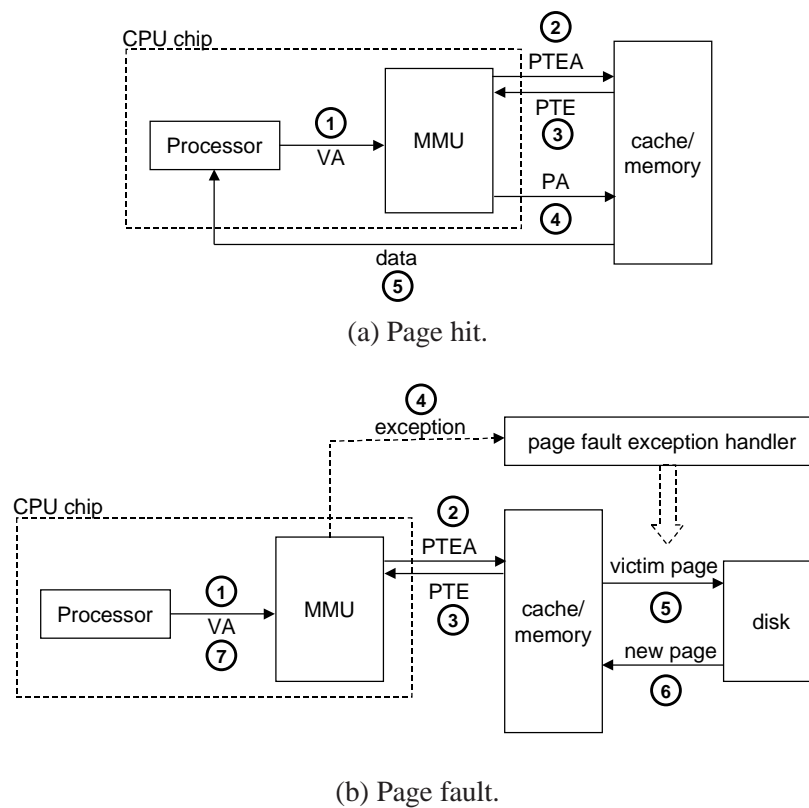 CPU chip
2
PTEA
PTE
3
1
VA
Processor
MMU
cache/
memory
PA
4
data
5
(a) Page hit.
4
exception
page fault exception handler
CPU chip
2
PTEA
PTE
3
1
VA
7
Processor
MMU
cache/
memory
victim page
5
new page
6
disk
(b) Page fault.